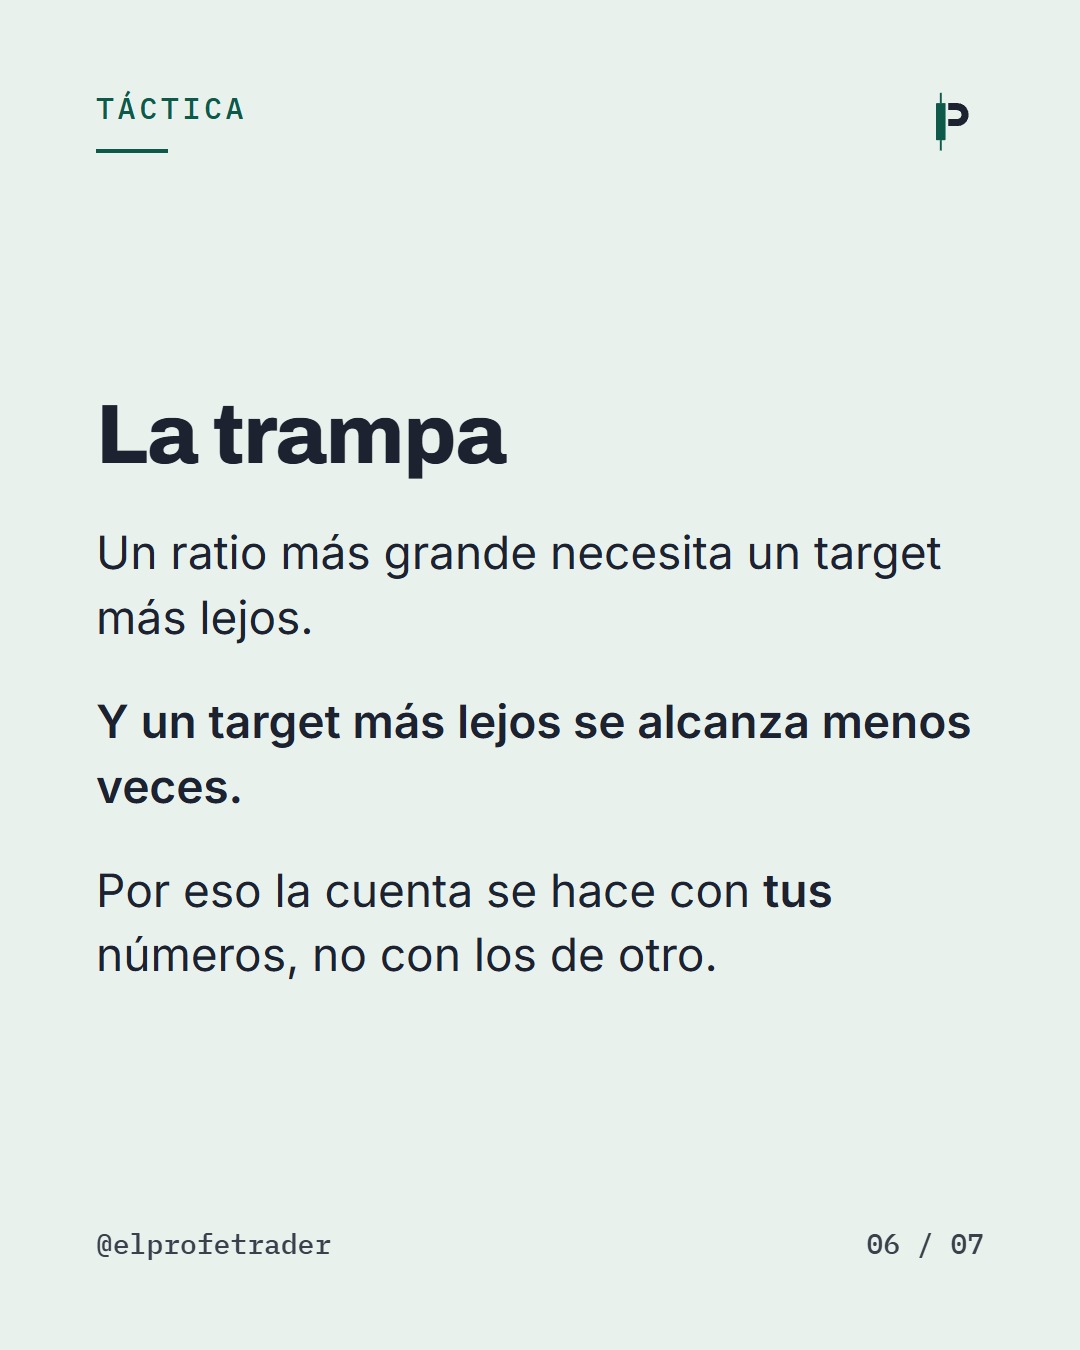 TÁCTICA
La trampa
Un ratio más grande necesita un target
más lejos.
Y un target más lejos se alcanza menos
veces.
Por eso la cuenta se hace con tus
números, no con los de otro.
@elprofetrader
06 / 07